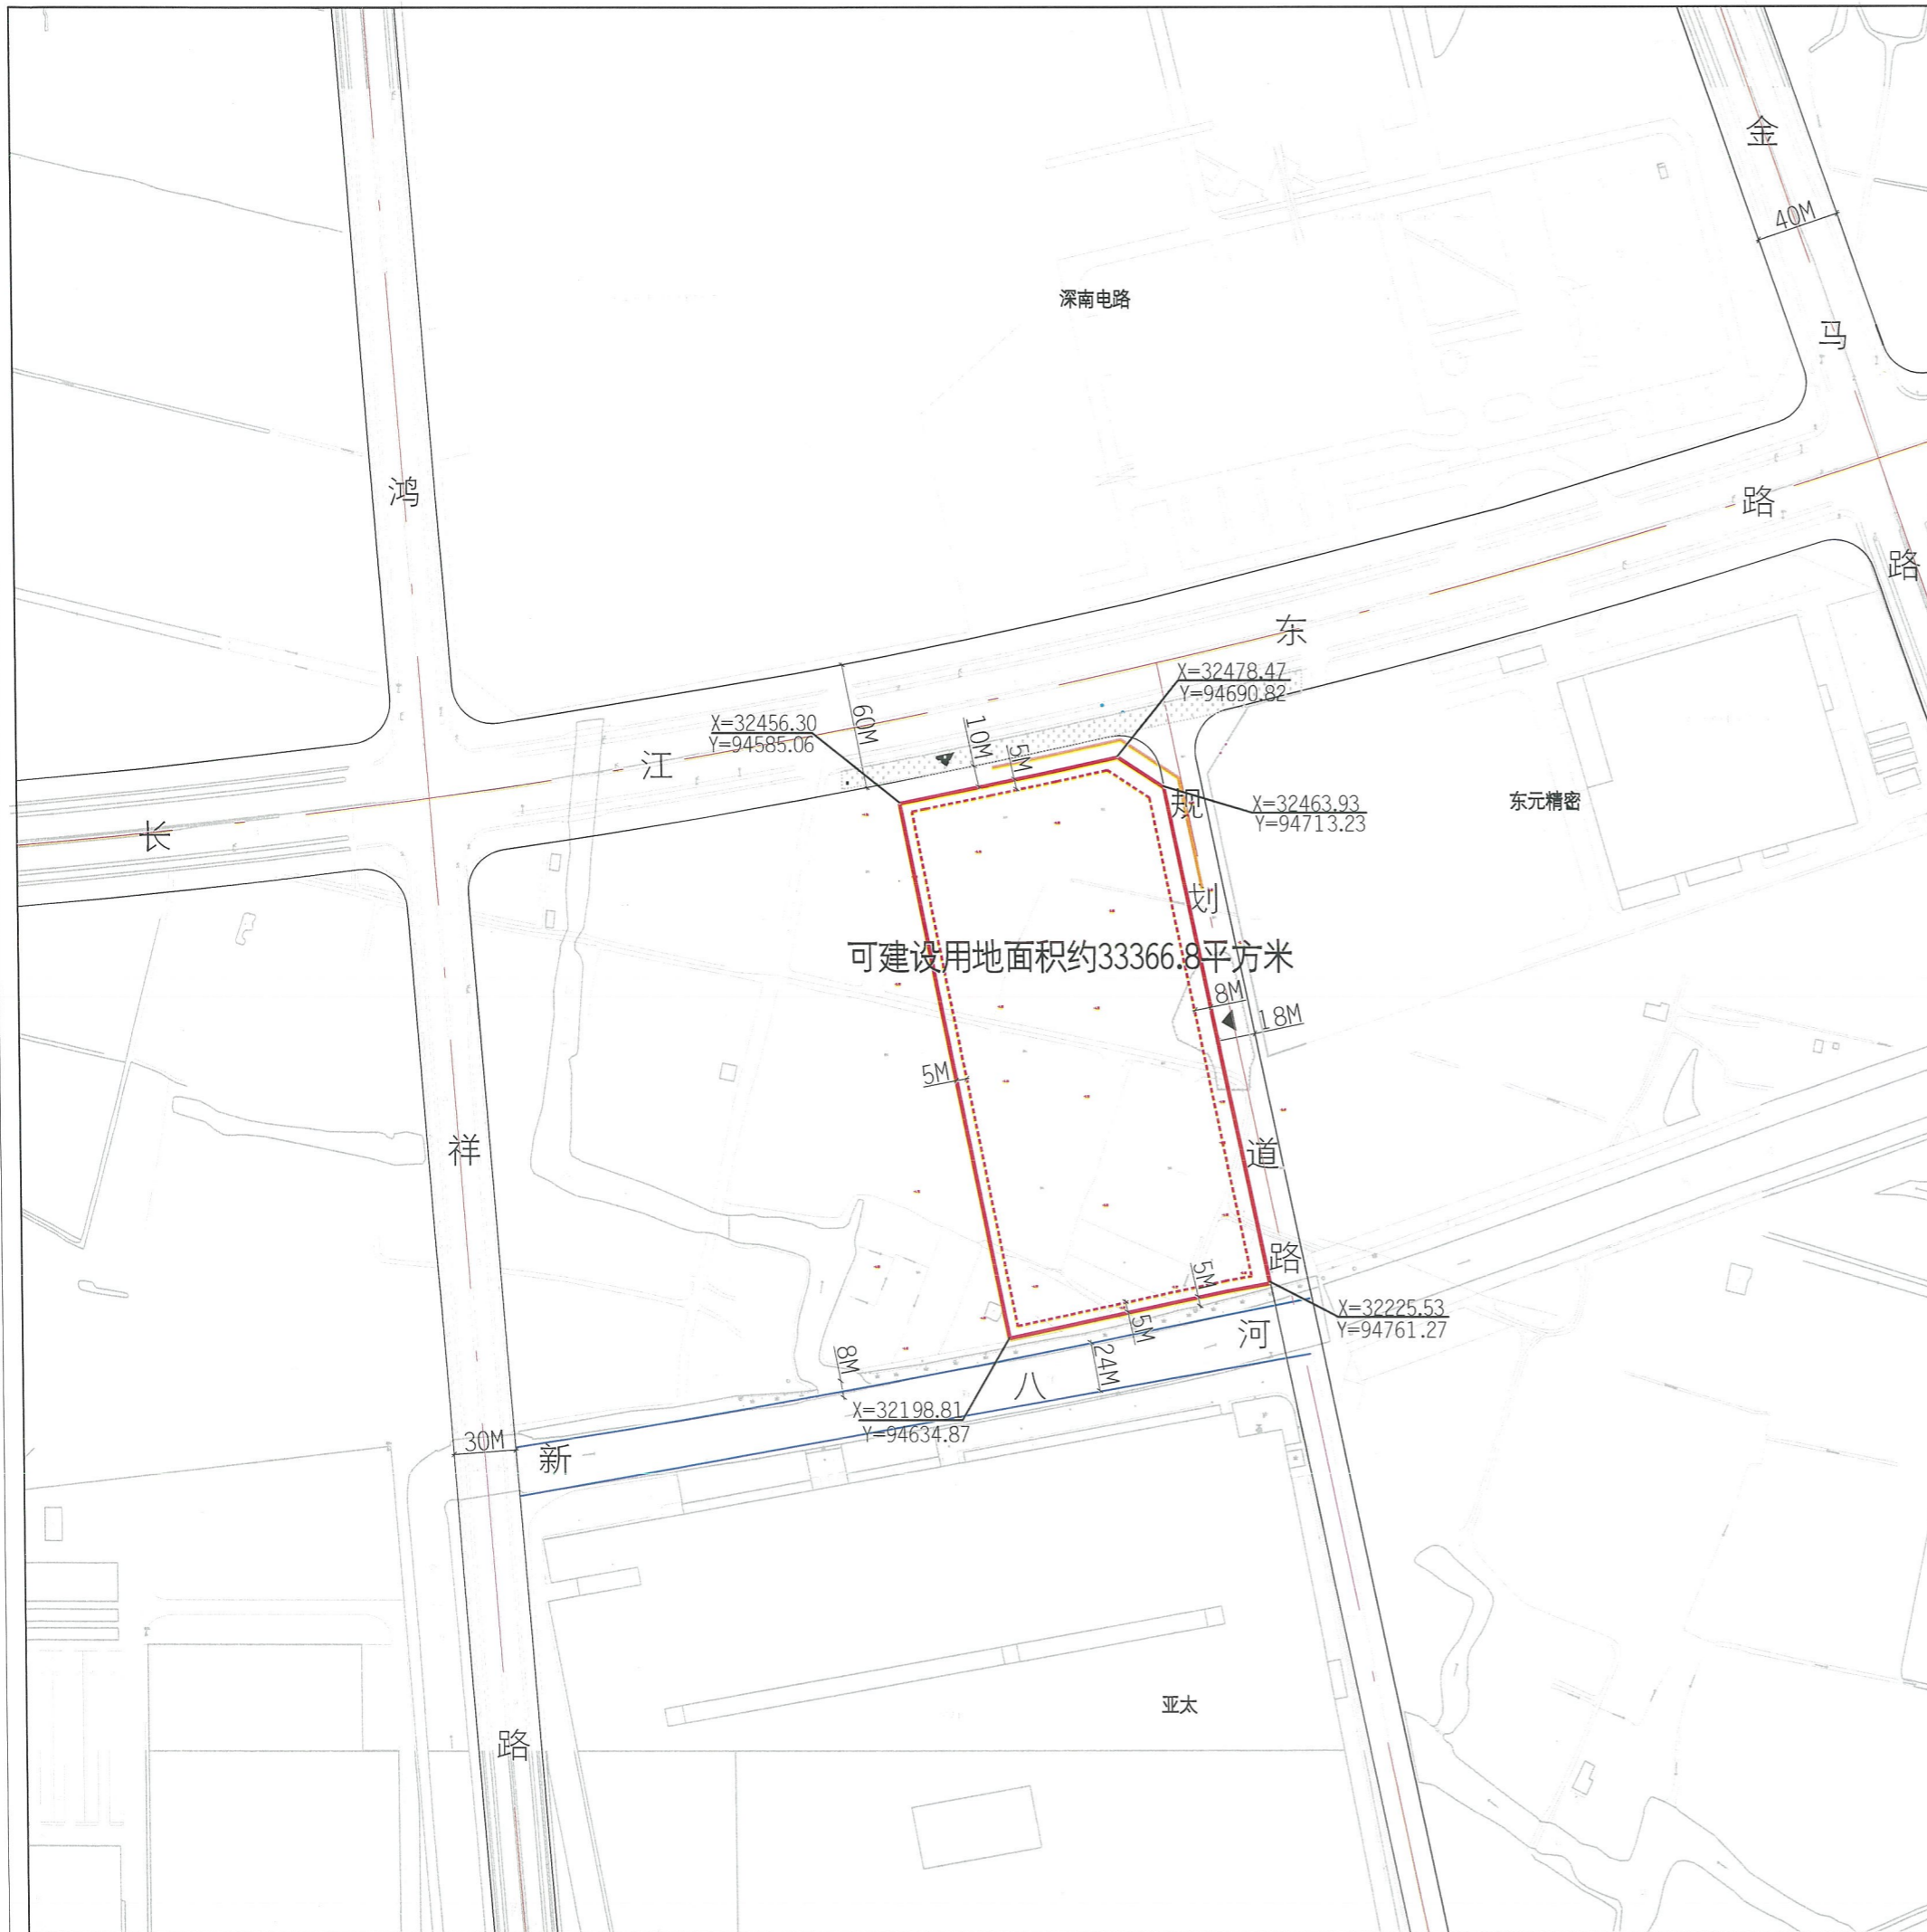 金
40M
深南电路
马
鸿
路
路
东
X=32478.47
Y=94690.82
X=32456.30
Y=94585.06
60M
10M
5M
江
长
规
X=32463.93
Y=94713.23
东元精密
划
可建设用地面积约33366.8平方米
8M
18M
5M
祥
道
路
5M
5M
X=32225.53
Y=94761.27
河
24M
8M
八
X=32198.81
Y=94634.87
30M
新
亚太
路